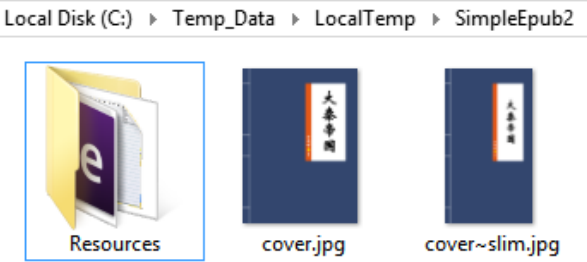 Local Disk (C:) ▸ Temp_Data ▸ LocalTemp ▸ SimpleEpub2
e
大秦帝國
大秦帝國
Resources
cover.jpg
cover~slim.jpg